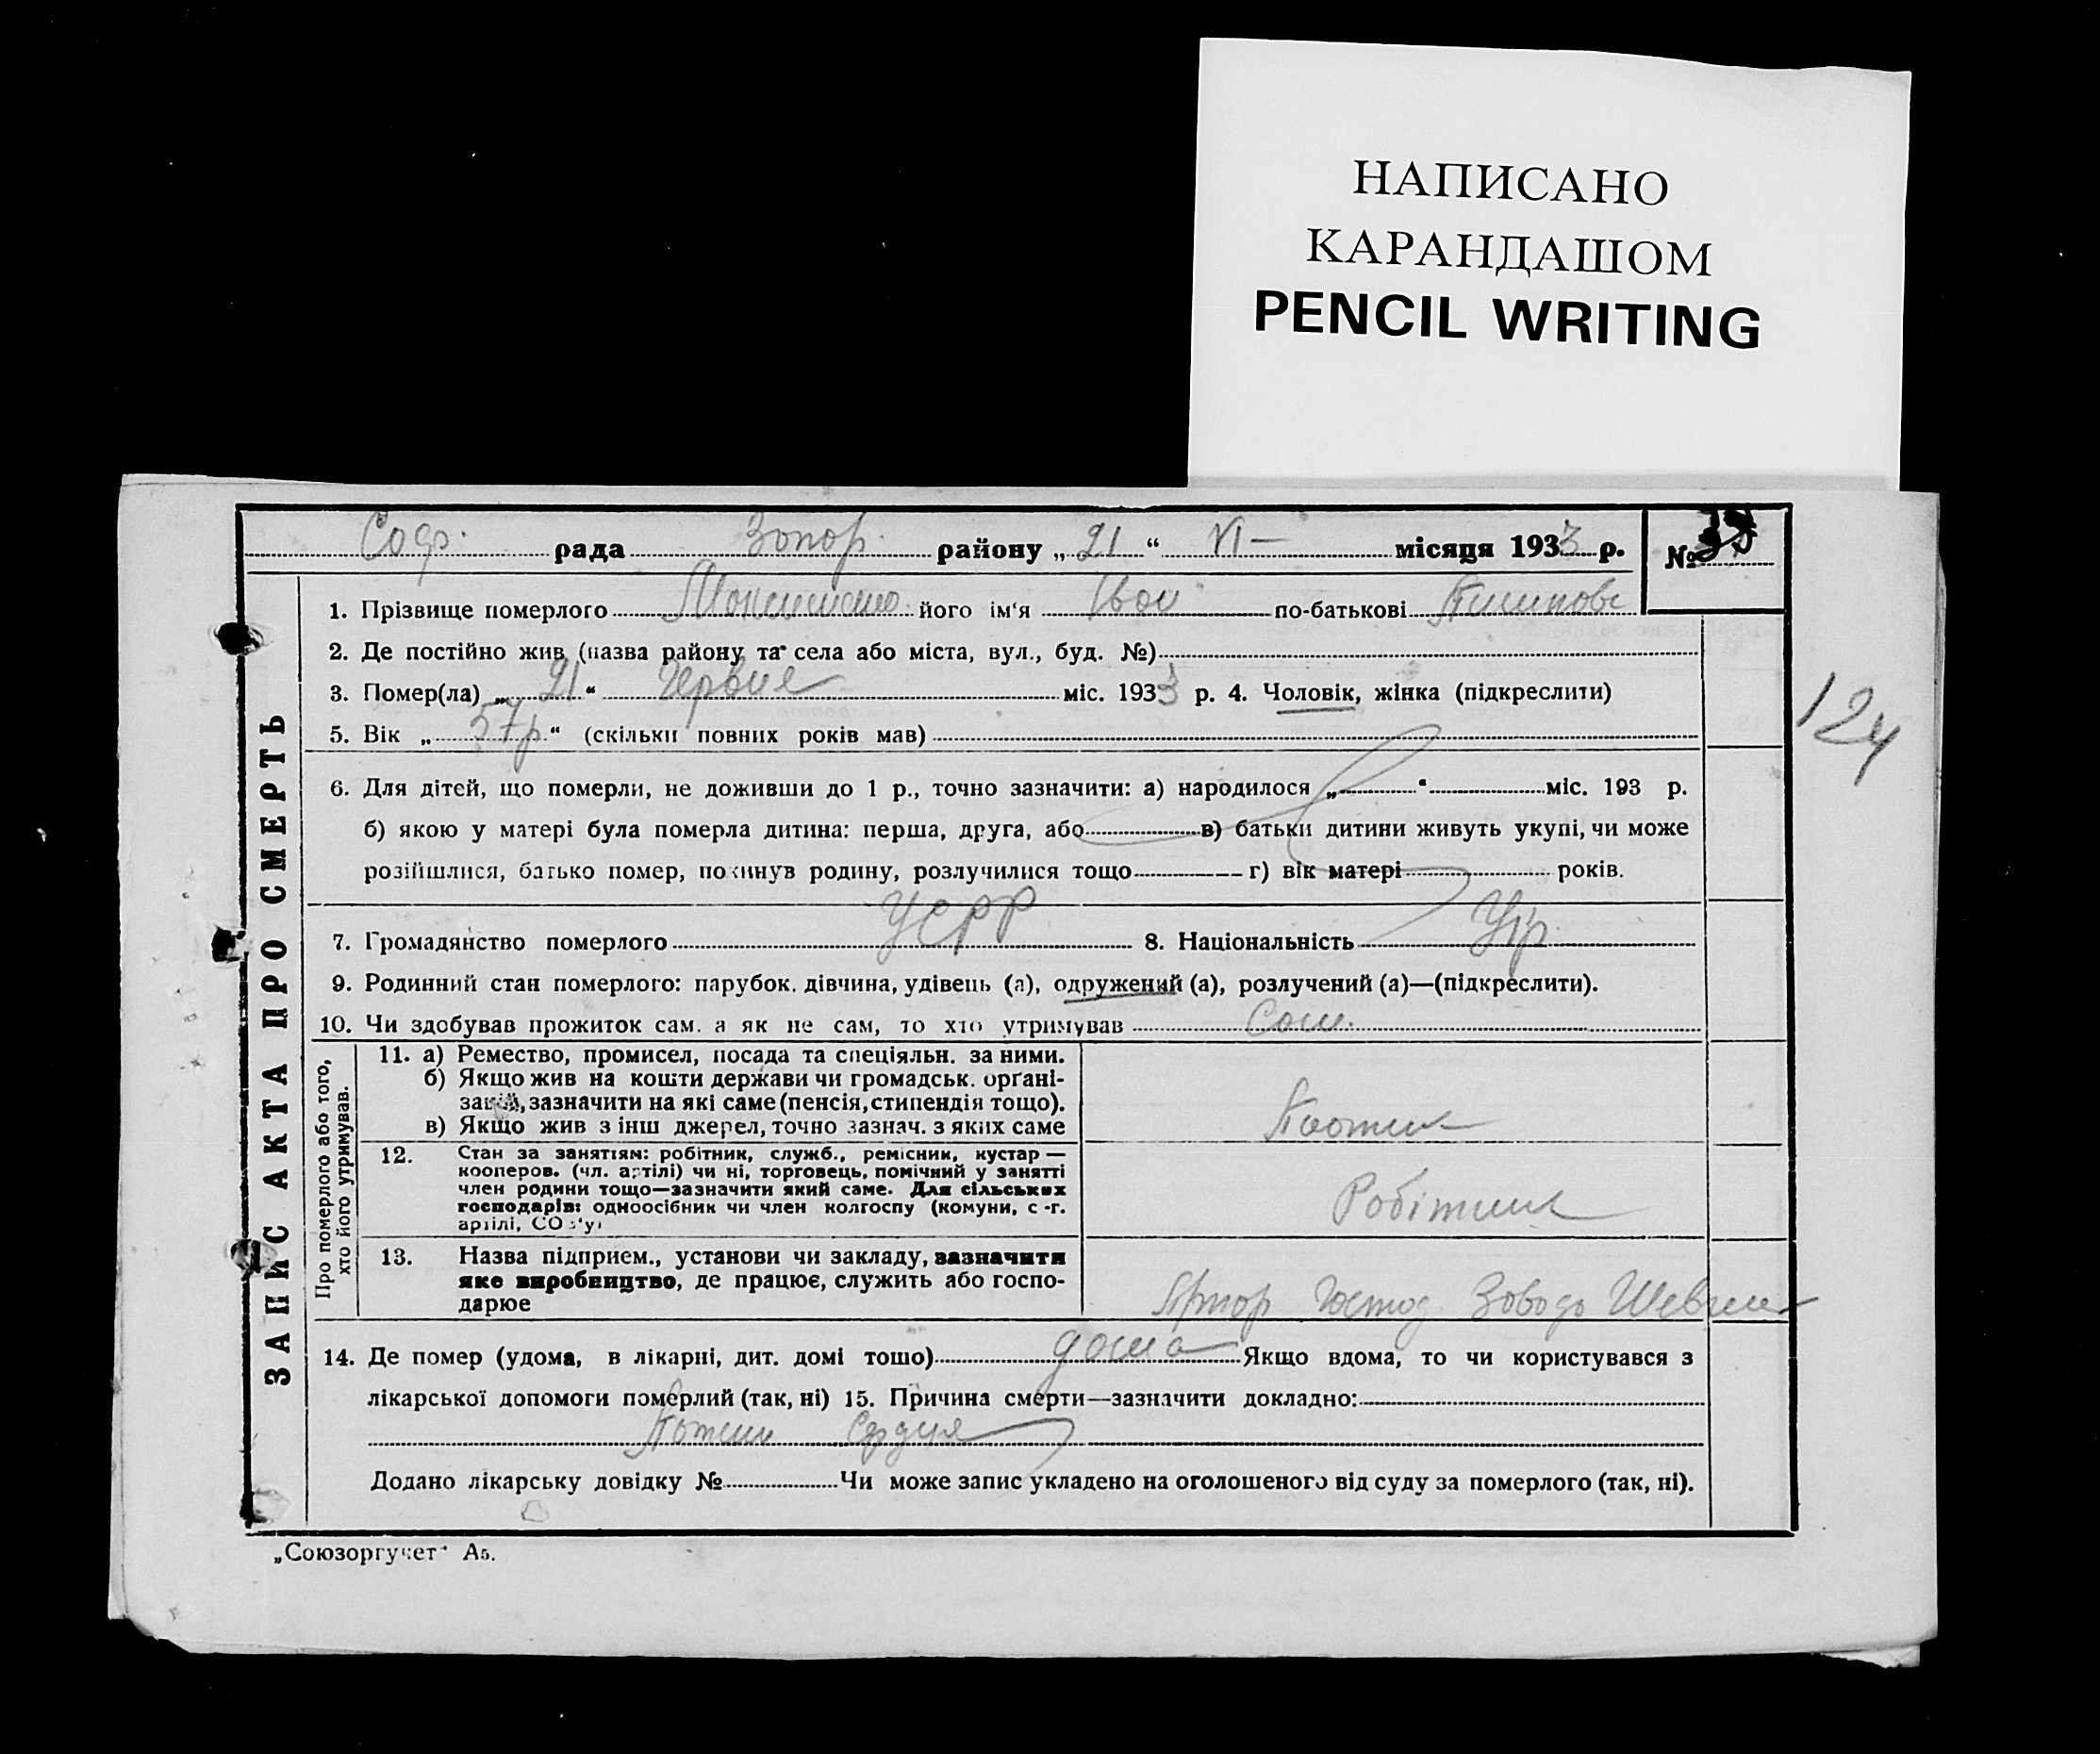 НАПИСАНО
КАРАНДАШОМ
PENCIL WRITING
Содр. рада Запор. району „21“ VI — місяця 1933 р. №
1. Прізвище померлого його ім‘я Іван по-батькові Пилипов
2. Де постійно жив (назва району та села або міста, вул., буд. №)
3. Помер(ла) „21“ Червня міс. 1933 р. 4. Чоловік, жінка (підкреслити)
5. Вік „57 р.“ (скільки повних років мав)
124
6. Для дітей, що померли, не доживши до 1 р., точно зазначити: а) народилося „ “ міс. 193 р.
б) якою у матері була померла дитина: перша, друга, або в) батьки дитини живуть укупі, чи може
розійшлися, батько помер, покинув родину, розлучилися тощо г) вік матері років.
7. Громадянство померлого УСРР 8. Національність Укр.
9. Родинний стан померлого: парубок. дівчина, удівець (а), одружений (а), розлучений (а)—(підкреслити).
10. Чи здобував прожиток сам. а як не сам, то хто утримував Сам.
ЗАПИС АКТА ПРО СМЕРТЬ
Про померлого або того,
хто його утримував.
11. а) Ремество, промисел, посада та спеціяльн. за ними.
б) Якщо жив на кошти держави чи громадськ. орґані-
зацій, зазначити на які саме (пенсія, стипендія тощо).
в) Якщо жив з інш джерел, точно зазнач. з яких саме
12. Стан за заняттям: робітник, служб., ремісник, кустар —
кооперов. (чл. артілі) чи ні, торговець, помічний у занятті
член родини тощо—зазначити який саме. Для сільських
господарів: одноосібник чи член колгоспу (комуни, с-г.
артілі, СО
Робітник
13. Назва підприєм., установи чи закладу, зазначити
яке виробництво, де працює, служить або госпо-
дарює
14. Де помер (удома, в лікарні, дит. домі тошо) дома Якщо вдома, то чи користувався з
лікарської допомоги померлий (так, ні) 15. Причина смерти—зазначити докладно:
Сердця
Додано лікарську довідку № Чи може запис укладено на оголошеного від суду за померлого (так, ні).
„Союзоргучет“ А5.